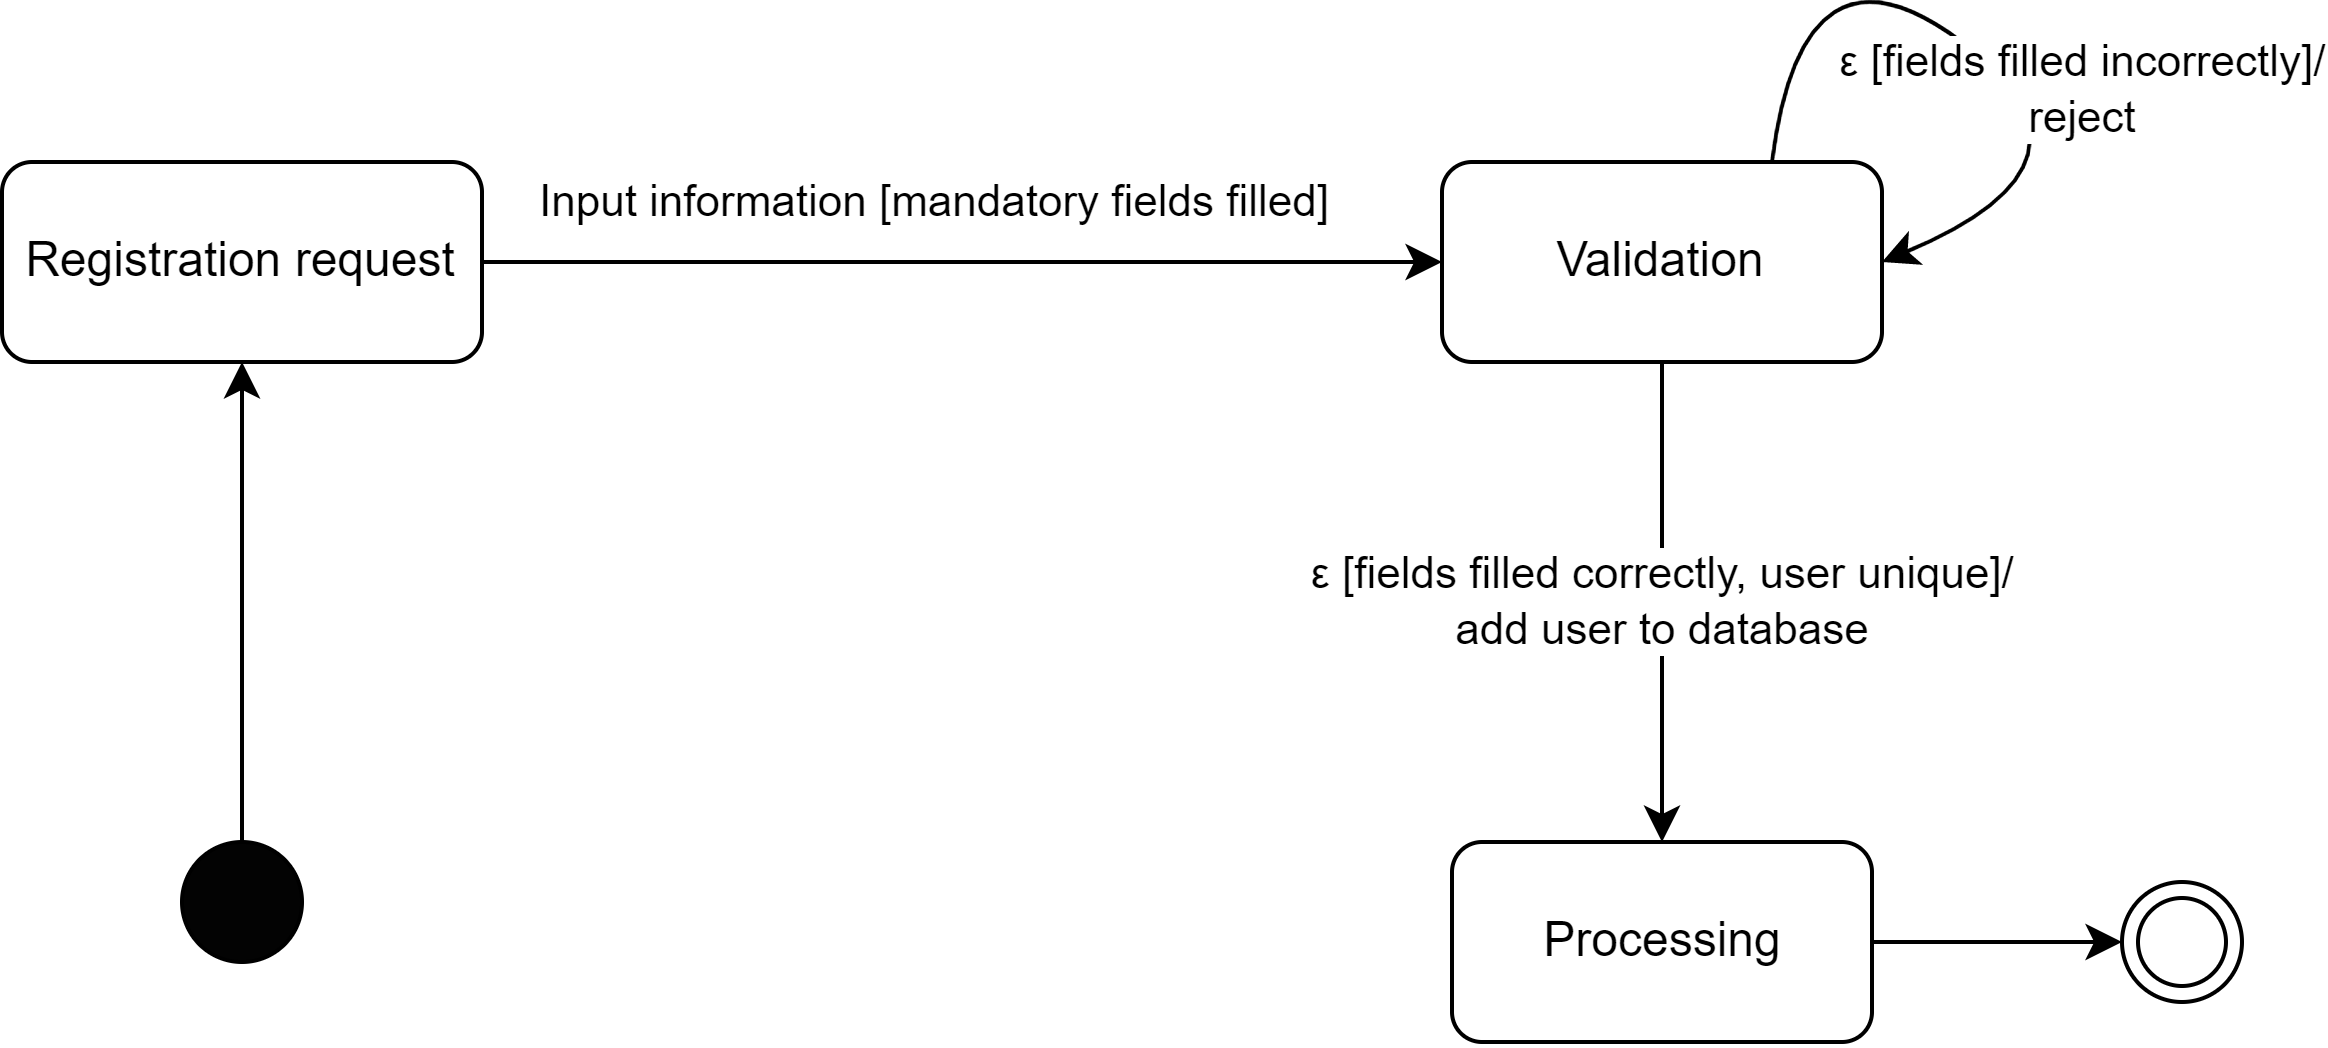 ε [fields filled incorrectly]/
reject
Input information [mandatory fields filled]
Registration request
Validation
ε [fields filled correctly, user unique]/
add user to database
Processing